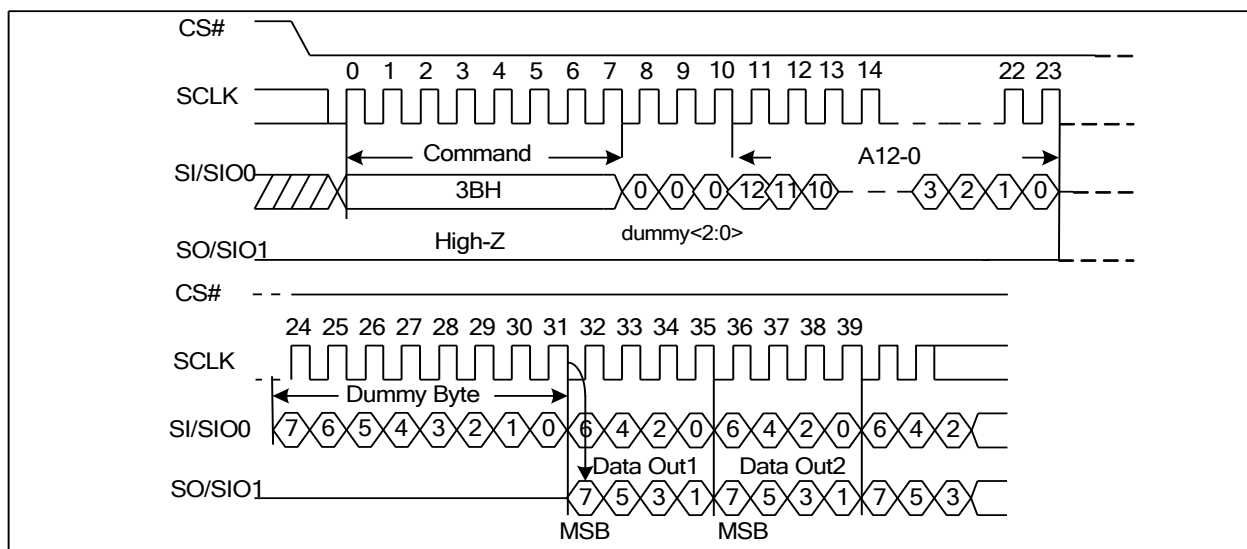 CS#
0 1 2 3 4 5 6 7 8 9 10 11 12 13 14 22 23
SCLK
Command A12-0
SI/SIO0 3BH 0 0 0 12 11 10 3 2 1 0
High-Z dummy<2:0>
SO/SIO1
CS#
24 25 26 27 28 29 30 31 32 33 34 35 36 37 38 39
SCLK
Dummy Byte
SI/SIO0 7 6 5 4 3 2 1 0 6 4 2 0 6 4 2 0 6 4 2
Data Out1 Data Out2
SO/SIO1 7 5 3 1 7 5 3 1 7 5 3
MSB MSB